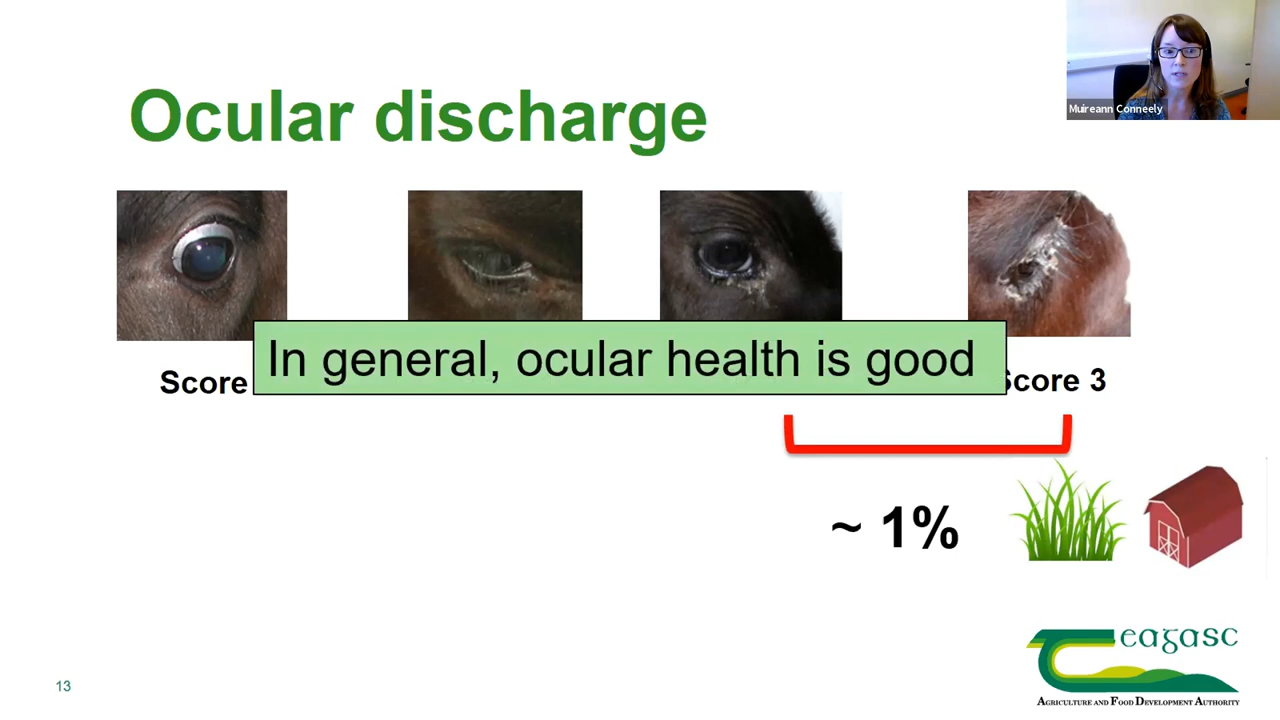 Muireann Conneely
Ocular discharge
In general, ocular health is good
Score
Score 3
~ 1%
eagasc
AGRICULTURE AND FOOD DEVELOPMENT AUTHORITY
13